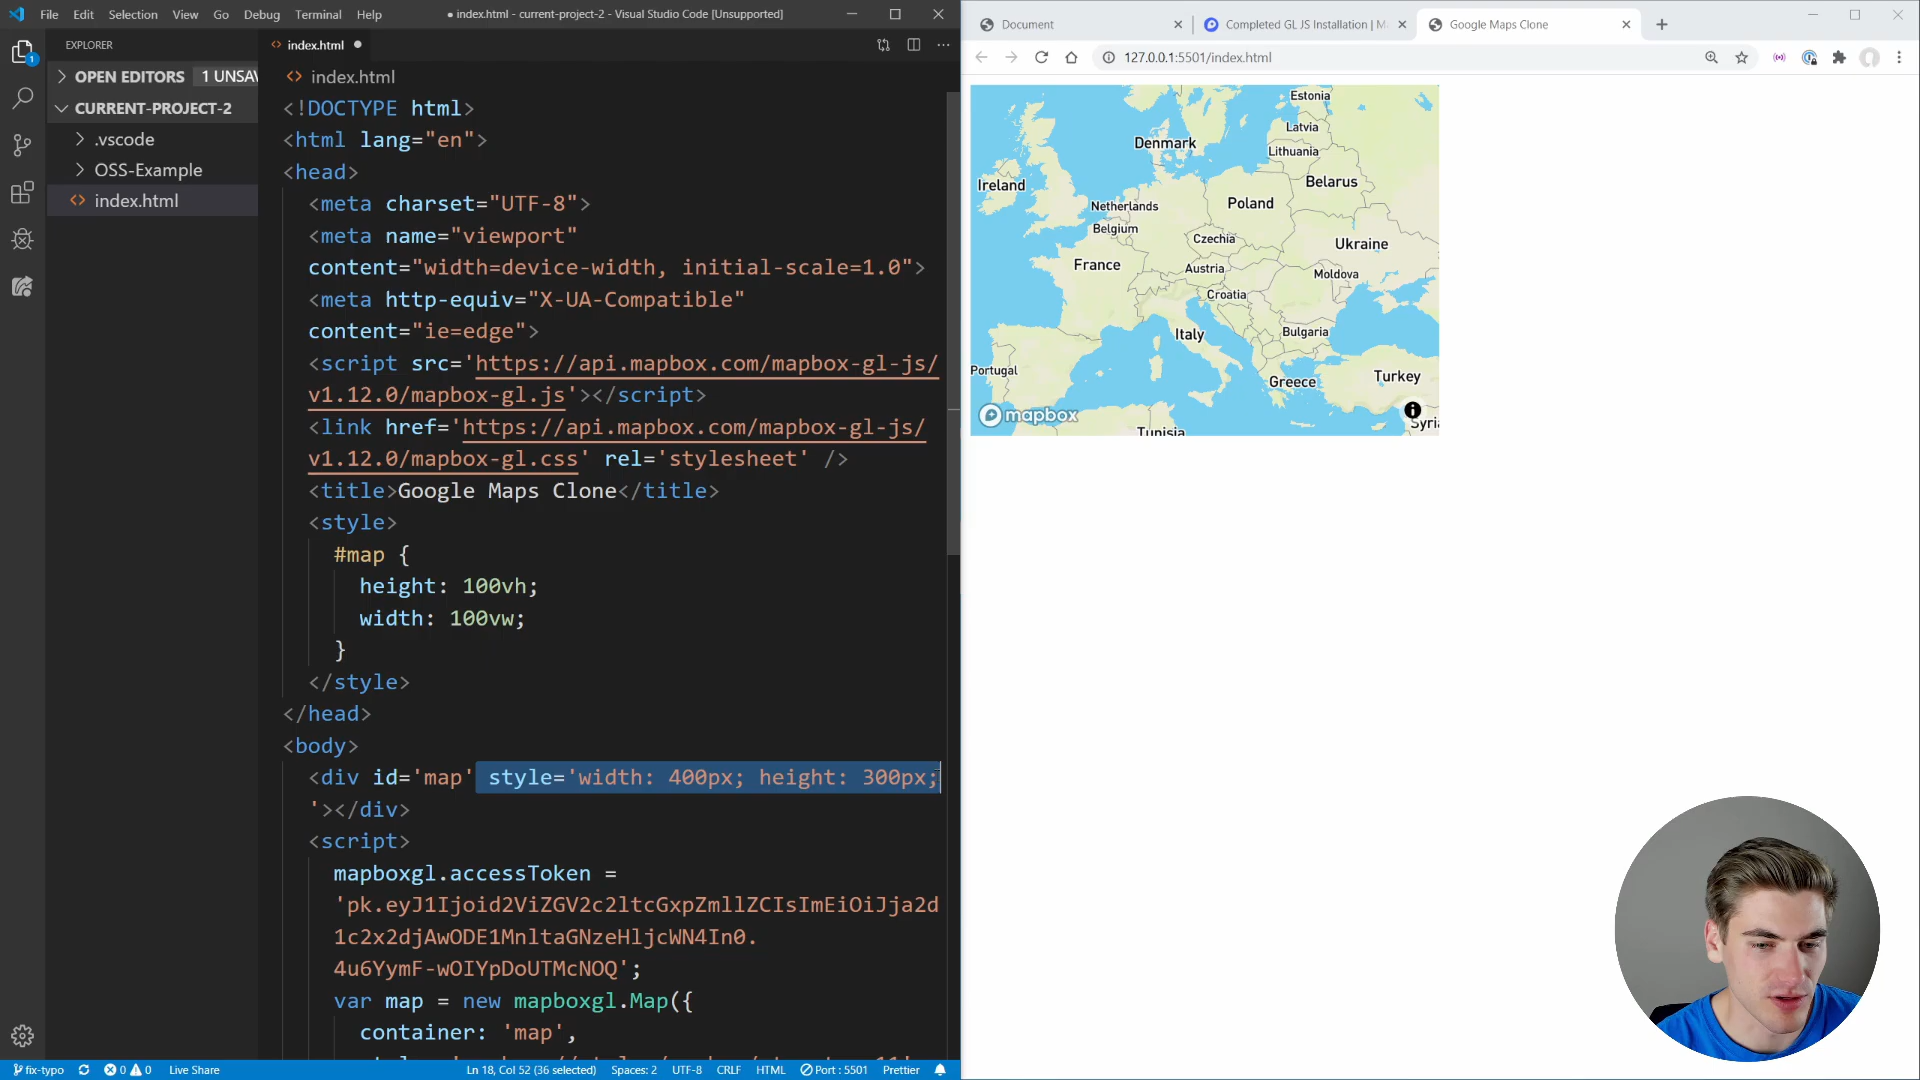 File Edit Selection View Go Debug Terminal Help
● index.html - current-project-2 - Visual Studio Code [Unsupported]
EXPLORER
OPEN EDITORS 1 UNSAV
CURRENT-PROJECT-2
.vscode
OSS-Example
index.html
1
index.html
index.html
<!DOCTYPE html>
<html lang="en">
<head>
<meta charset="UTF-8">
<meta name="viewport"
content="width=device-width, initial-scale=1.0">
<meta http-equiv="X-UA-Compatible"
content="ie=edge">
<script src='https://api.mapbox.com/mapbox-gl-js/
v1.12.0/mapbox-gl.js'></script>
<link href='https://api.mapbox.com/mapbox-gl-js/
v1.12.0/mapbox-gl.css' rel='stylesheet' />
<title>Google Maps Clone</title>
<style>
#map {
height: 100vh;
width: 100vw;
}
</style>
</head>
<body>
<div id='map' style='width: 400px; height: 300px;
'></div>
<script>
mapboxgl.accessToken =
'pk.eyJ1Ijoid2ViZGV2c2ltcGxpZmllZCIsImEiOiJja2d
1c2x2djAwODE1MnltaGNzeHljcWN4In0.
4u6YymF-wOIYpDoUTMcNOQ';
var map = new mapboxgl.Map({
container: 'map',
fix-typo 0 0 Live Share
Ln 18, Col 52 (36 selected) Spaces: 2 UTF-8 CRLF HTML Port : 5501 Prettier
Document
Completed GL JS Installation | M
Google Maps Clone
127.0.0.1:5501/index.html
Estonia
Latvia
Denmark
Lithuania
Ireland
Belarus
Netherlands
Poland
Belgium
Czechia
Ukraine
France
Austria
Moldova
Croatia
Italy
Bulgaria
Portugal
Greece
Turkey
mapbox
Syria
Tunisia